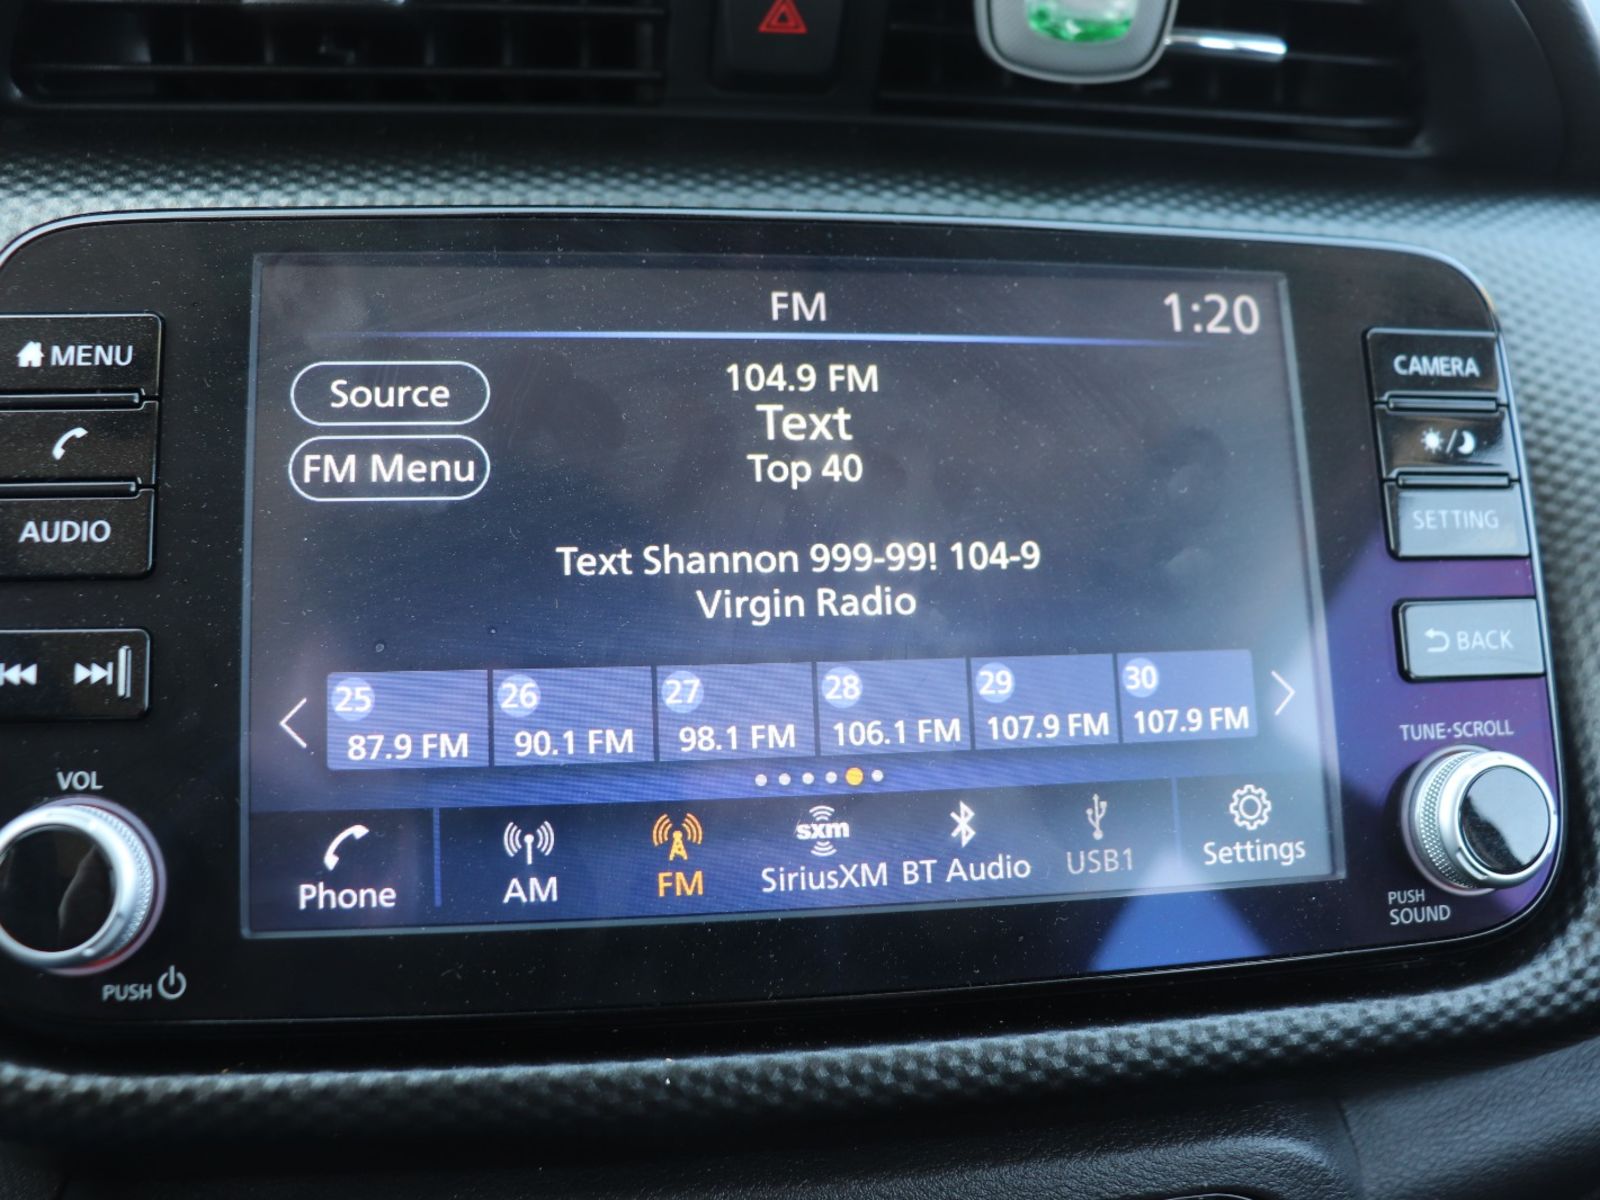 FM
1:20
MENU
Source
104.9 FM
CAMERA
Text
FM Menu
Top 40
SETTING
AUDIO
Text Shannon 999-99! 104-9
Virgin Radio
BACK
25 26 27 28 29 30
87.9 FM 90.1 FM 98.1 FM 106.1 FM 107.9 FM 107.9 FM
TUNE·SCROLL
VOL
sxm
Phone AM FM SiriusXM BT Audio USB1 Settings
PUSH
SOUND
PUSH